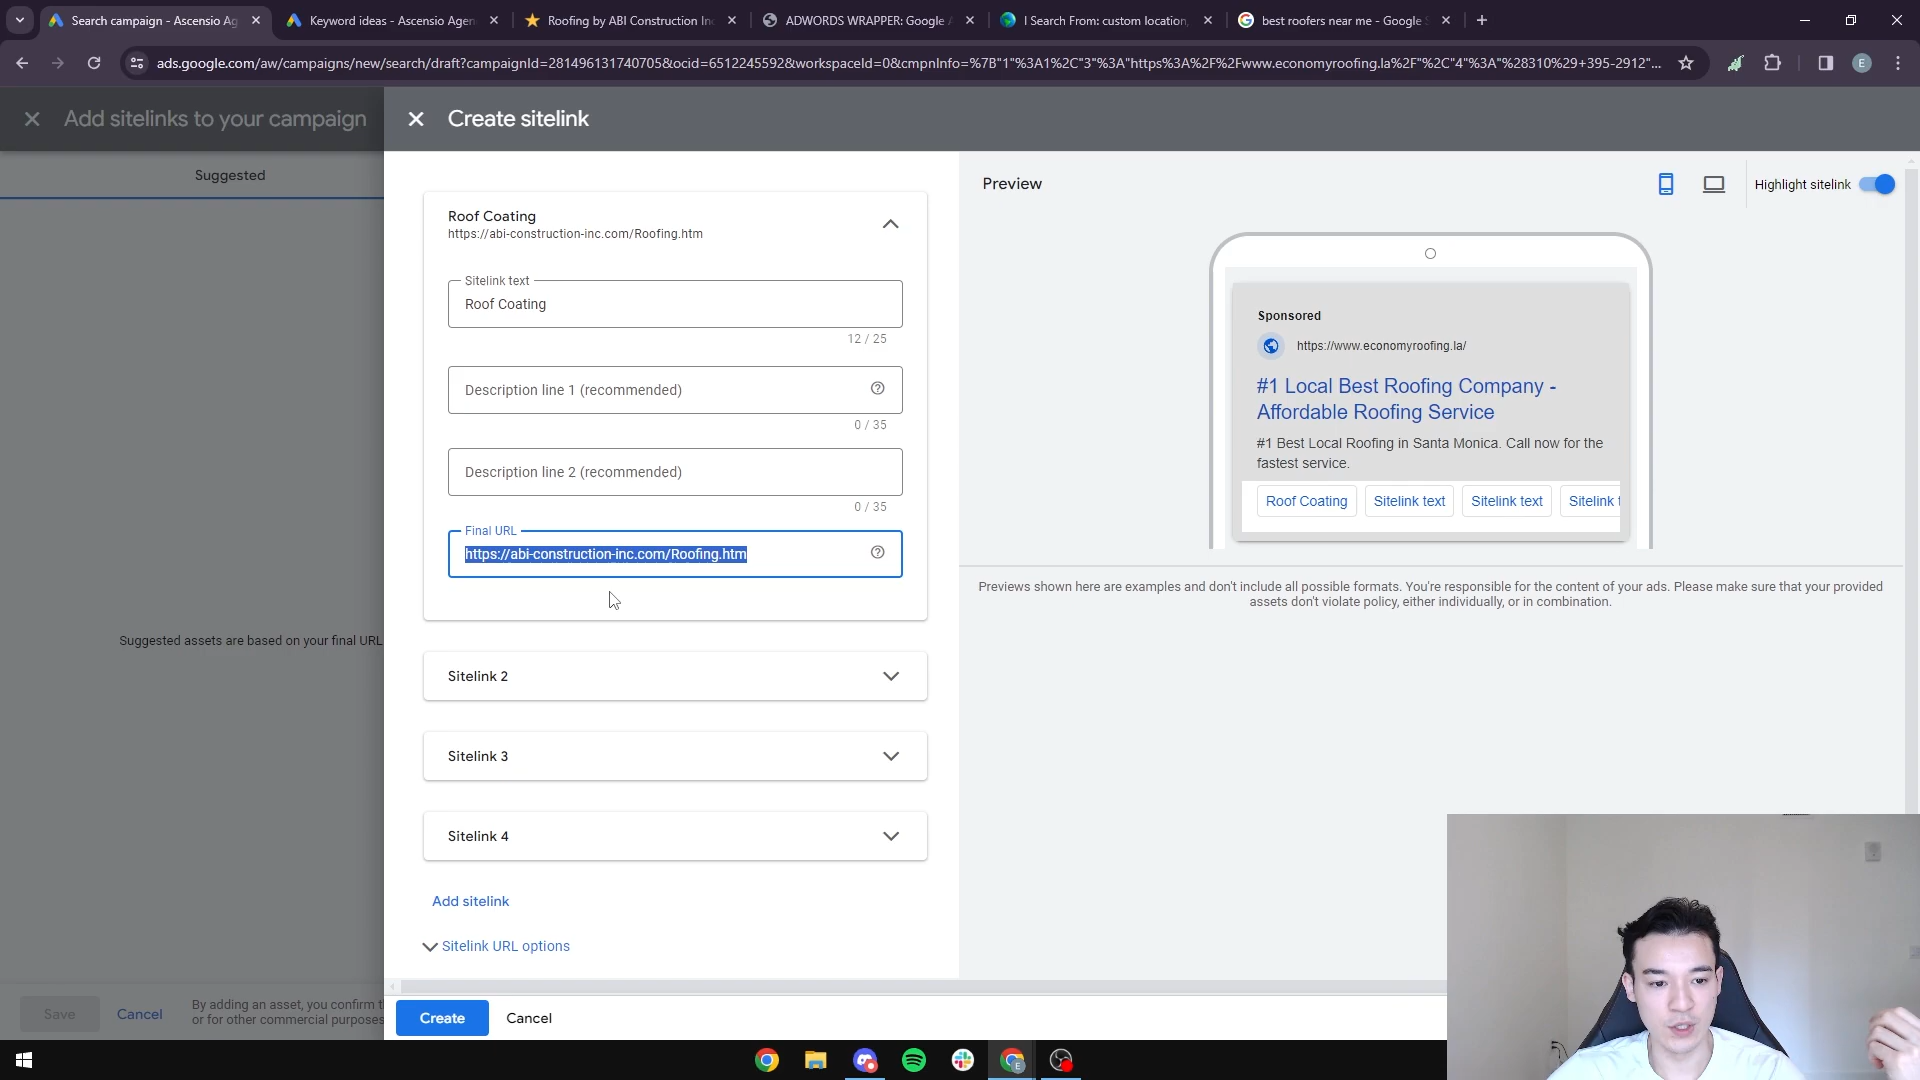 Search campaign - Ascensio Ag
Keyword ideas - Ascensio Agen
Roofing by ABI Construction In
ADWORDS WRAPPER: Google A
I Search From: custom location,
best roofers near me - Google S
ads.google.com/aw/campaigns/new/search/draft?campaignId=281496131740705&ocid=6512245592&workspaceId=0&cmpnInfo=%7B"1"%3A1%2C"3"%3A"https%3A%2F%2Fwww.economyroofing.la%2F"%2C"4"%3A"%28310%29+395-2912"...
E
Add sitelinks to your campaign
Create sitelink
Suggested
Roof Coating
https://abi-construction-inc.com/Roofing.htm
Sitelink text
Roof Coating
12 / 25
Description line 1 (recommended)
0 / 35
Description line 2 (recommended)
0 / 35
Final URL
https://abi-construction-inc.com/Roofing.htm
Sitelink 2
Sitelink 3
Sitelink 4
Add sitelink
Sitelink URL options
Suggested assets are based on your final URL
Save
Cancel
By adding an asset, you confirm t
or for other commercial purposes
Create
Cancel
Preview
Highlight sitelink
Sponsored
https://www.economyroofing.la/
#1 Local Best Roofing Company -
Affordable Roofing Service
#1 Best Local Roofing in Santa Monica. Call now for the
fastest service.
Roof Coating
Sitelink text
Sitelink text
Sitelink t
Previews shown here are examples and don't include all possible formats. You're responsible for the content of your ads. Please make sure that your provided
assets don't violate policy, either individually, or in combination.
E